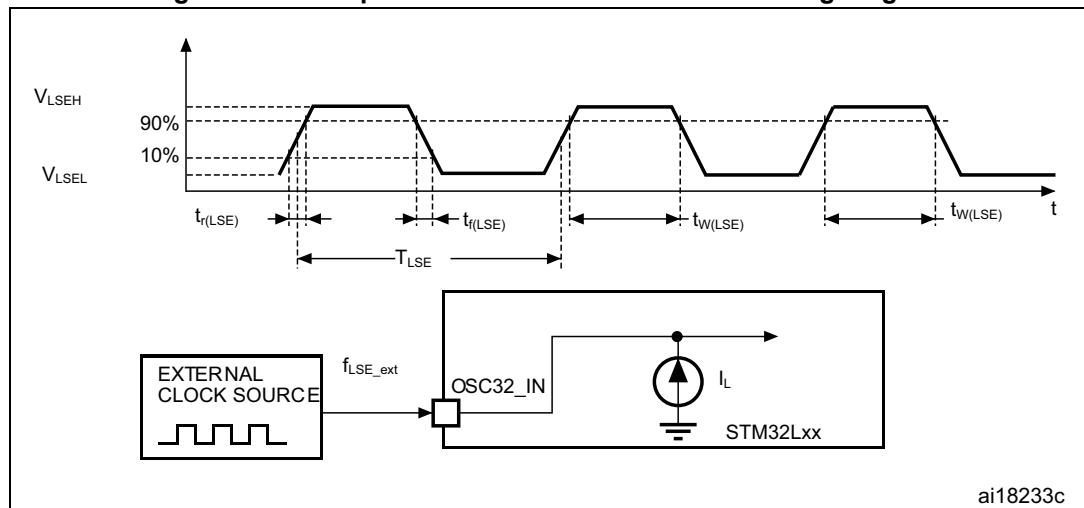 V_LSEH
90%
10%
V_LSEL
t_r(LSE)
t_f(LSE)
t_W(LSE)
t_W(LSE)
t
T_LSE
EXTERNAL
CLOCK SOURCE
f_LSE_ext
OSC32_IN
I_L
STM32Lxx
ai18233c